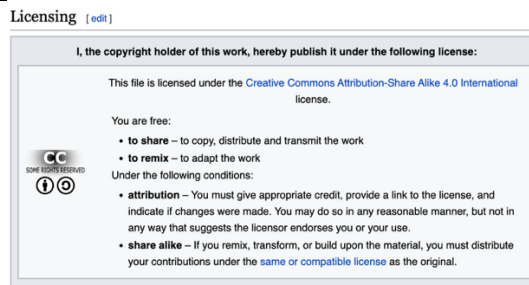 Licensing [edit]
I, the copyright holder of this work, hereby publish it under the following license:
This file is licensed under the Creative Commons Attribution-Share Alike 4.0 International
license.
CC
SOME RIGHTS RESERVED
You are free:
• to share – to copy, distribute and transmit the work
• to remix – to adapt the work
Under the following conditions:
• attribution – You must give appropriate credit, provide a link to the license, and
indicate if changes were made. You may do so in any reasonable manner, but not in
any way that suggests the licensor endorses you or your use.
• share alike – If you remix, transform, or build upon the material, you must distribute
your contributions under the same or compatible license as the original.